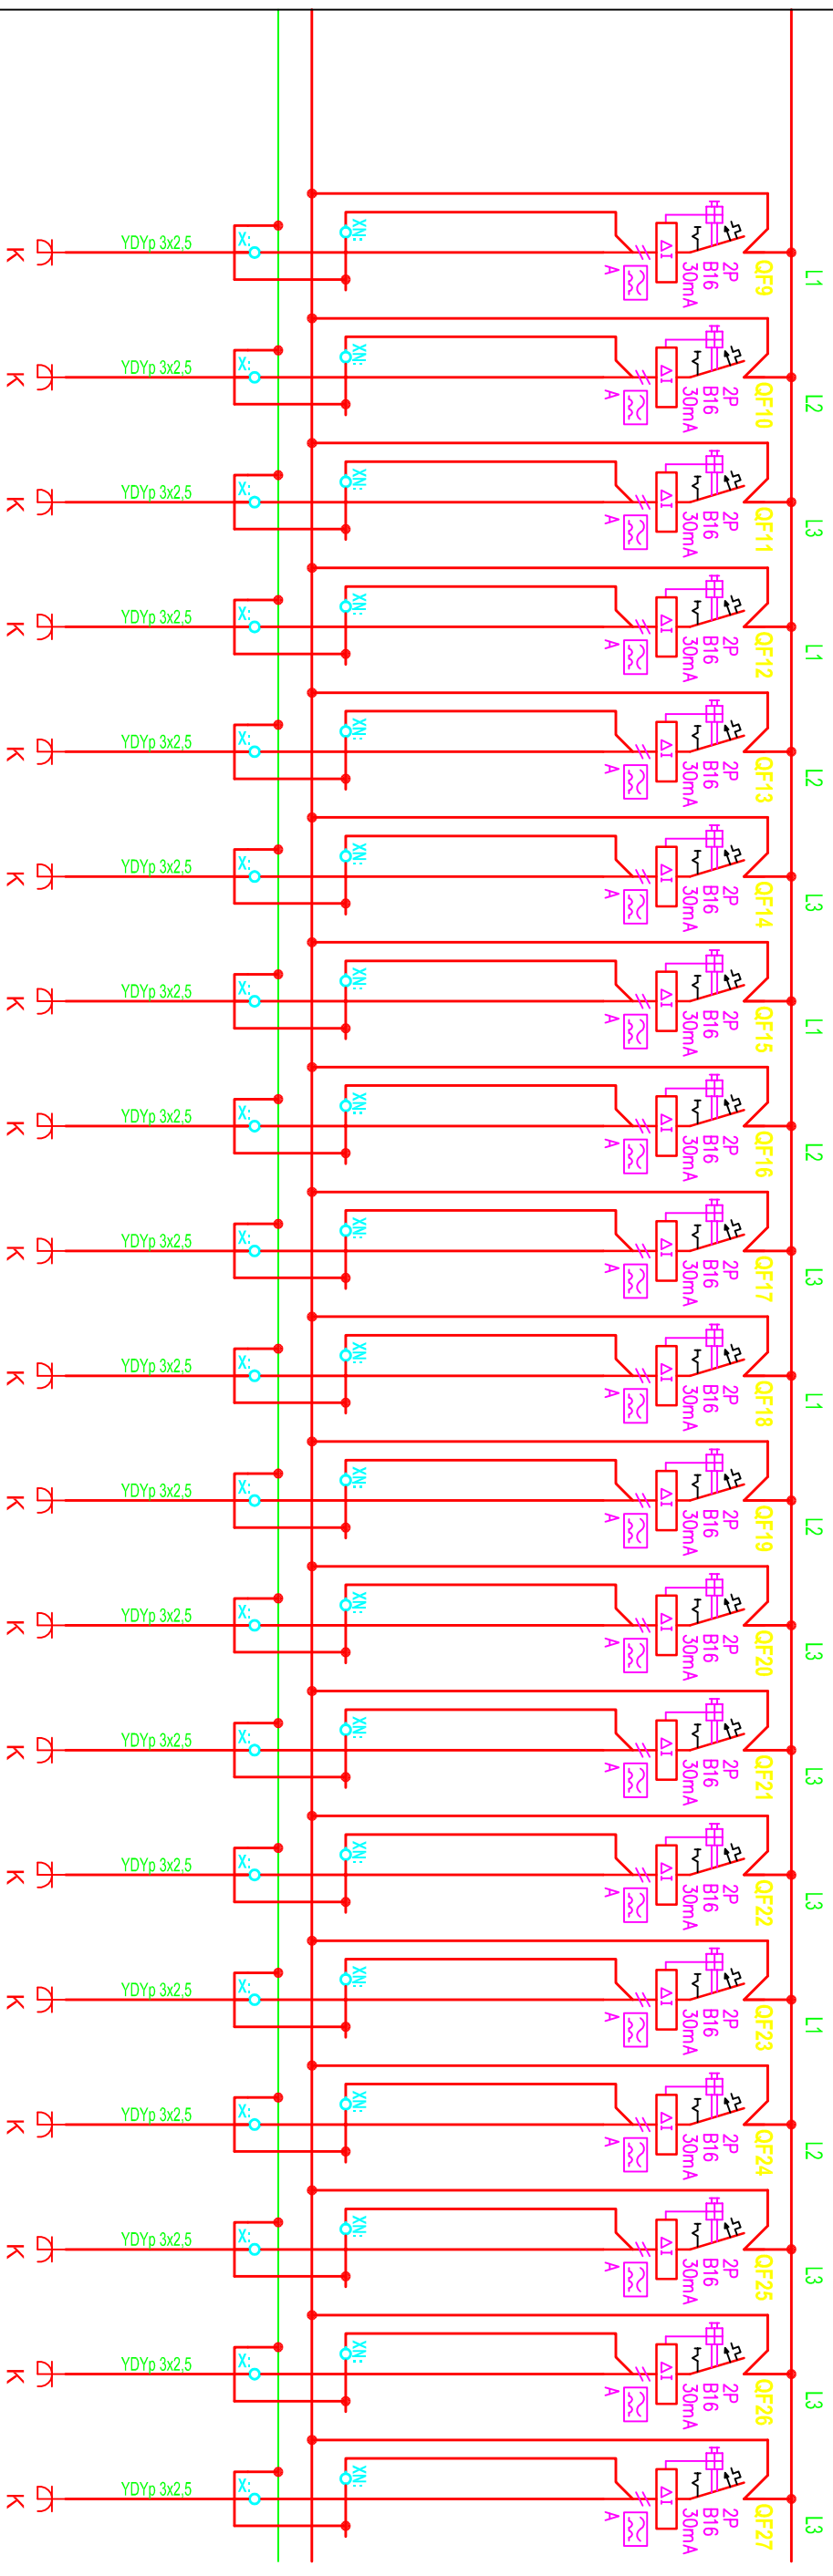 L1
QF9
2P
B16
30mA
ΔI
A
XN:
X:
YDYp 3x2,5
K
L2
QF10
2P
B16
30mA
ΔI
A
XN:
X:
YDYp 3x2,5
K
L3
QF11
2P
B16
30mA
ΔI
A
XN:
X:
YDYp 3x2,5
K
L1
QF12
2P
B16
30mA
ΔI
A
XN:
X:
YDYp 3x2,5
K
L2
QF13
2P
B16
30mA
ΔI
A
XN:
X:
YDYp 3x2,5
K
L3
QF14
2P
B16
30mA
ΔI
A
XN:
X:
YDYp 3x2,5
K
L1
QF15
2P
B16
30mA
ΔI
A
XN:
X:
YDYp 3x2,5
K
L2
QF16
2P
B16
30mA
ΔI
A
XN:
X:
YDYp 3x2,5
K
L3
QF17
2P
B16
30mA
ΔI
A
XN:
X:
YDYp 3x2,5
K
L1
QF18
2P
B16
30mA
ΔI
A
XN:
X:
YDYp 3x2,5
K
L2
QF19
2P
B16
30mA
ΔI
A
XN:
X:
YDYp 3x2,5
K
L3
QF20
2P
B16
30mA
ΔI
A
XN:
X:
YDYp 3x2,5
K
L3
QF21
2P
B16
30mA
ΔI
A
XN:
X:
YDYp 3x2,5
K
L3
QF22
2P
B16
30mA
ΔI
A
XN:
X:
YDYp 3x2,5
K
L1
QF23
2P
B16
30mA
ΔI
A
XN:
X:
YDYp 3x2,5
K
L2
QF24
2P
B16
30mA
ΔI
A
XN:
X:
YDYp 3x2,5
K
L3
QF25
2P
B16
30mA
ΔI
A
XN:
X:
YDYp 3x2,5
K
L3
QF26
2P
B16
30mA
ΔI
A
XN:
X:
YDYp 3x2,5
K
L3
QF27
2P
B16
30mA
ΔI
A
XN:
X:
YDYp 3x2,5
K